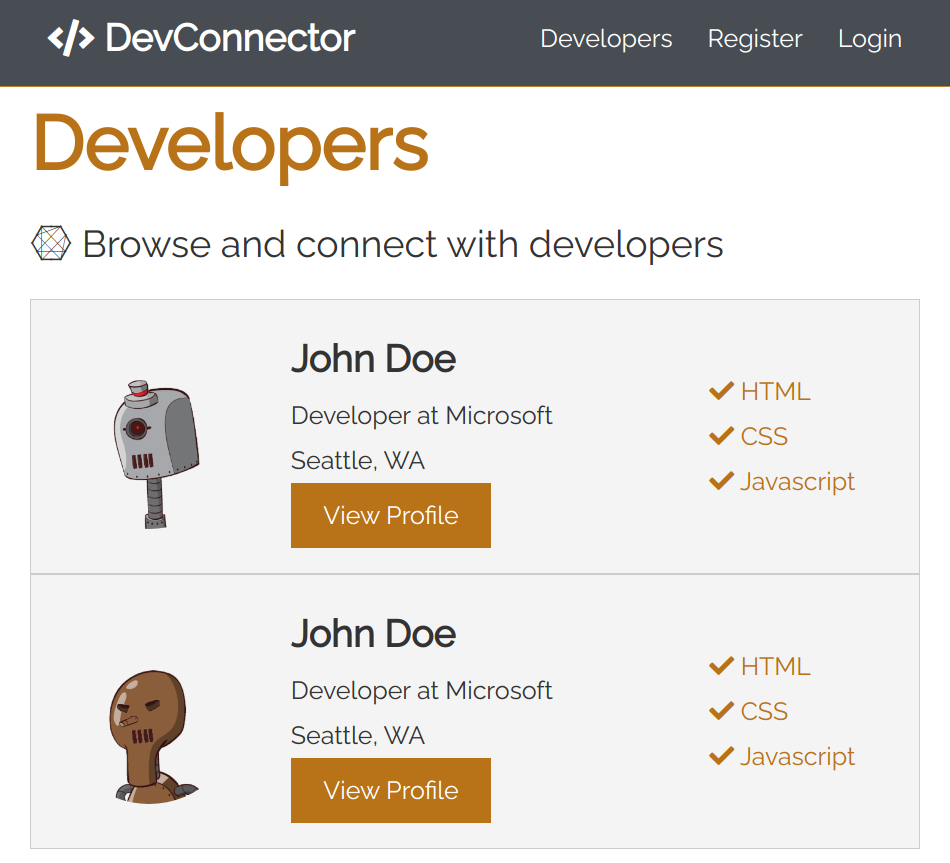 DevConnector
Developers Register Login
Developers
Browse and connect with developers
John Doe
Developer at Microsoft
Seattle, WA
View Profile
HTML
CSS
Javascript
John Doe
Developer at Microsoft
Seattle, WA
View Profile
HTML
CSS
Javascript